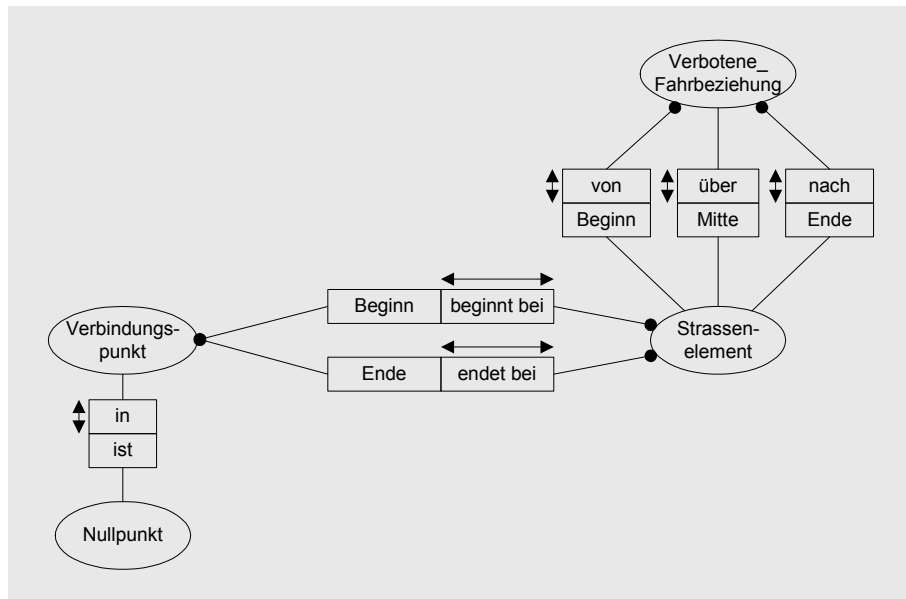 Verbotene_
Fahrbeziehung
von
über
nach
Beginn
Mitte
Ende
Beginn
beginnt bei
Verbindungs-
punkt
Strassen-
element
Ende
endet bei
in
ist
Nullpunkt